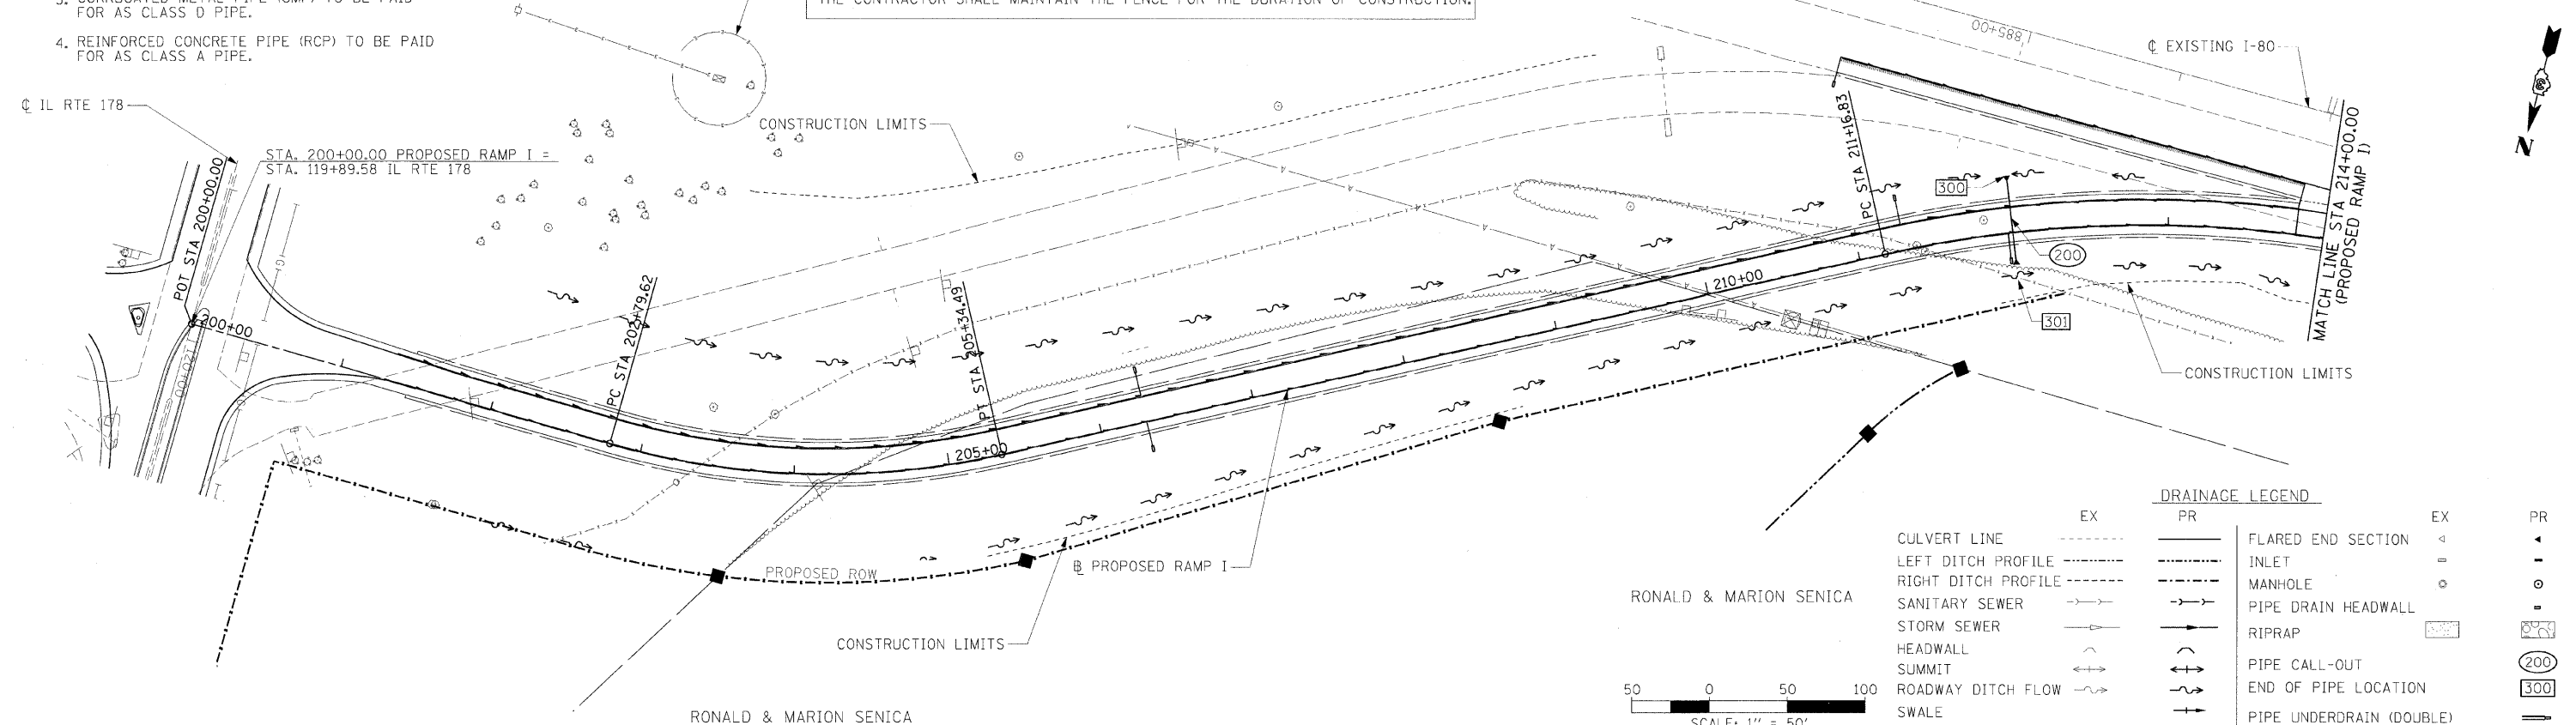 3. CORRUGATED METAL PIPE (CMP) TO BE PAID
FOR AS CLASS D PIPE.
4. REINFORCED CONCRETE PIPE (RCP) TO BE PAID
FOR AS CLASS A PIPE.
THE CONTRACTOR SHALL MAINTAIN THE FENCE FOR THE DURATION OF CONSTRUCTION.
885+00
℄ EXISTING I-80
℄ IL RTE 178
STA. 200+00.00 PROPOSED RAMP I =
STA. 119+89.58 IL RTE 178
CONSTRUCTION LIMITS
POT STA 200+00.00
200+00
120+00
PC STA 202+79.62
PT STA 205+34.49
205+00
210+00
PC STA 211+16.83
300
200
301
MATCH LINE STA 214+00.00
(PROPOSED RAMP I)
N
CONSTRUCTION LIMITS
PROPOSED ROW
CONSTRUCTION LIMITS
B PROPOSED RAMP I
RONALD & MARION SENICA
RONALD & MARION SENICA
50 0 50 100
SCALE: 1" = 50'
DRAINAGE LEGEND
EX PR EX PR
CULVERT LINE
LEFT DITCH PROFILE
RIGHT DITCH PROFILE
SANITARY SEWER
STORM SEWER
HEADWALL
SUMMIT
ROADWAY DITCH FLOW
SWALE
FLARED END SECTION
INLET
MANHOLE
PIPE DRAIN HEADWALL
RIPRAP
PIPE CALL-OUT 200
END OF PIPE LOCATION 300
PIPE UNDERDRAIN (DOUBLE)